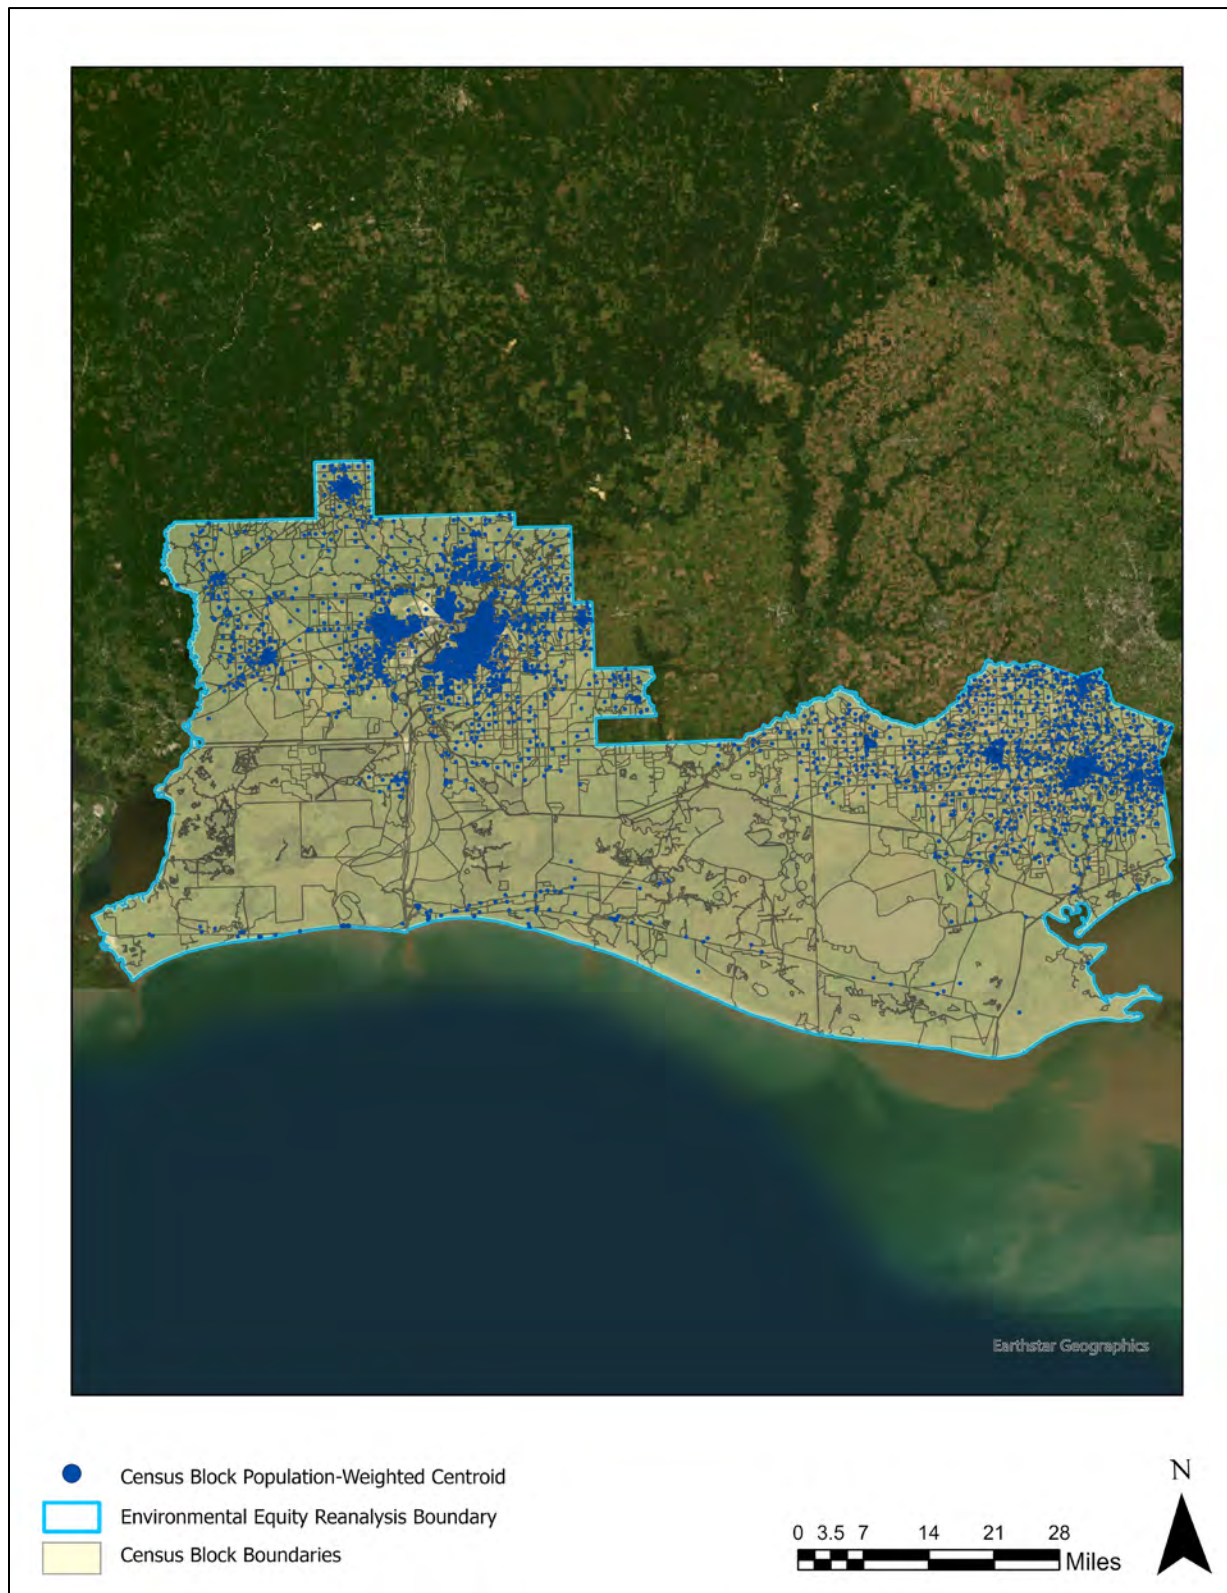 Earthstar Geographics
Census Block Population-Weighted Centroid
Environmental Equity Reanalysis Boundary
Census Block Boundaries
0 3.5 7 14 21 28
Miles
N